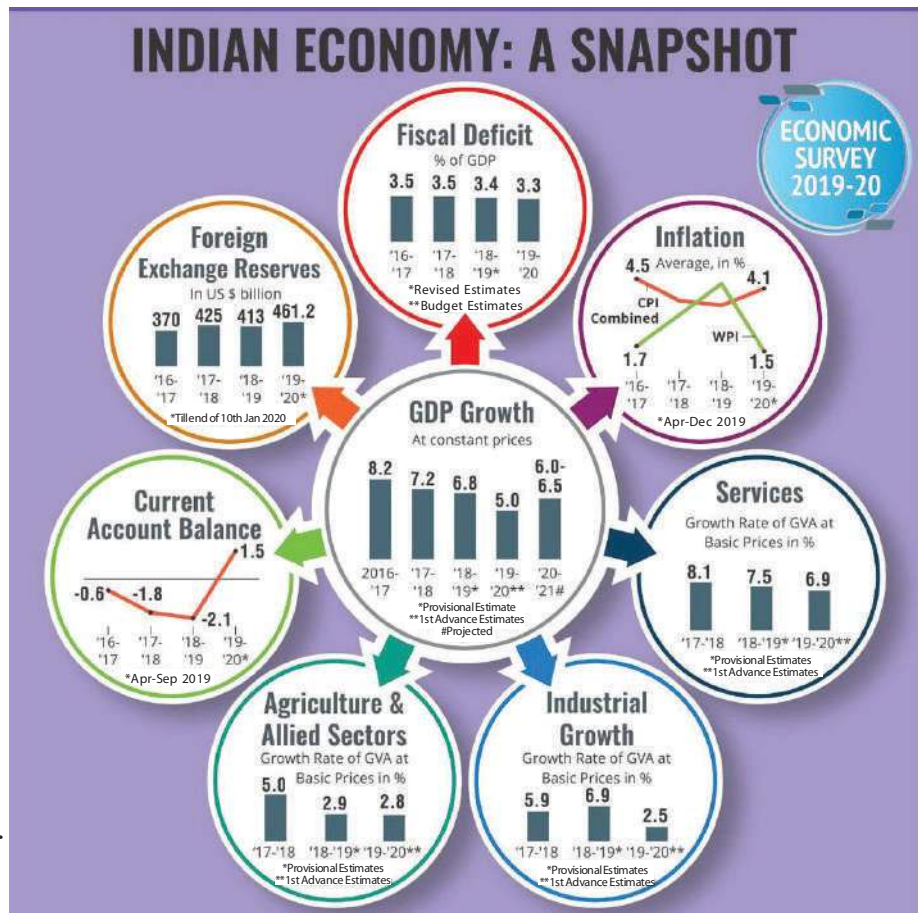 INDIAN ECONOMY: A SNAPSHOT
ECONOMIC
SURVEY
2019-20
Fiscal Deficit
% of GDP
3.5 3.5 3.4 3.3
'16- '17- '18- '19-
'17 '18 '19* '20
*Revised Estimates
**Budget Estimates
Foreign
Exchange Reserves
In US $ billion
370 425 413 461.2
'16- '17- '18- '19-
'17 '18 '19 '20*
*Tillend of 10th Jan 2020
Inflation
Average, in %
4.5 4.1
CPI
Combined
WPI
1.7 1.5
'16- '17- '18- '19-
'17 '18 '19 '20*
*Apr-Dec 2019
GDP Growth
At constant prices
8.2 7.2 6.8 5.0 6.0-
6.5
2016- '17- '18- '19- '20-
'17 '18 '19* '20** '21#
*Provisional Estimate
**1st Advance Estimates
#Projected
Current
Account Balance
1.5
-0.6 -1.8 -2.1
'16- '17- '18- '19-
'17 '18 '19 '20*
*Apr-Sep 2019
Services
Growth Rate of GVA at
Basic Prices in %
8.1 7.5 6.9
'17-'18 '18-'19* '19-'20**
*Provisional Estimates
**1st Advance Estimates
Agriculture &
Allied Sectors
Growth Rate of GVA at
Basic Prices in %
5.0 2.9 2.8
'17-'18 '18-'19* '19-'20**
*Provisional Estimates
**1st Advance Estimates
Industrial
Growth
Growth Rate of GVA at
Basic Prices in %
5.9 6.9 2.5
'17-'18 '18-'19* '19-'20**
*Provisional Estimates
**1st Advance Estimates